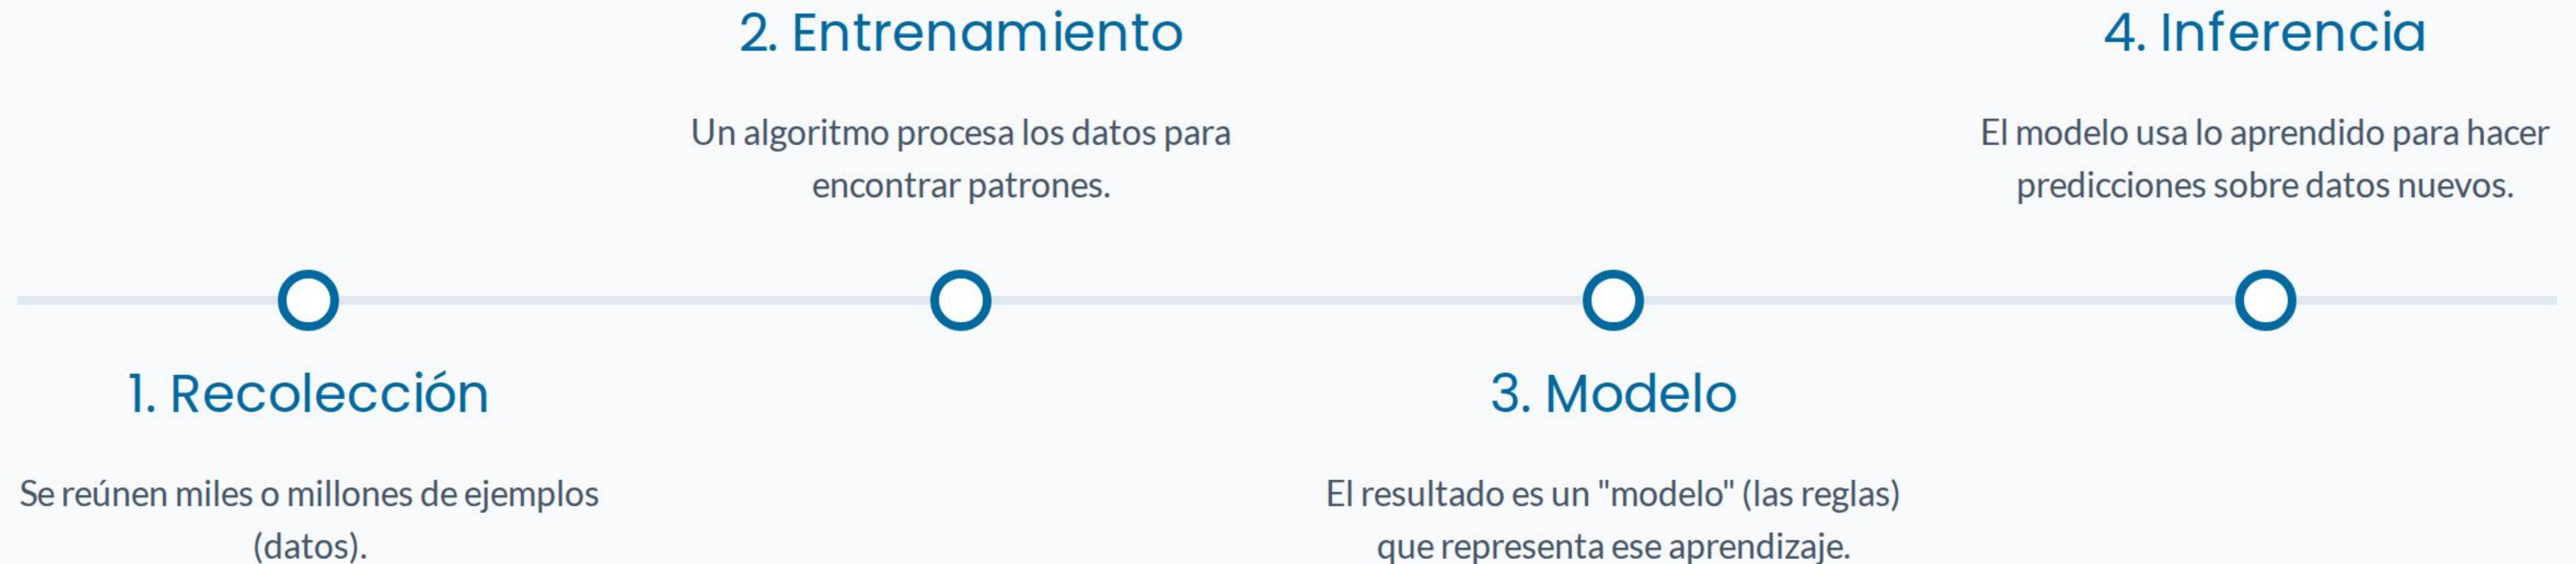 1. Recolección
Se reúnen miles o millones de ejemplos
(datos).
2. Entrenamiento
Un algoritmo procesa los datos para
encontrar patrones.
3. Modelo
El resultado es un "modelo" (las reglas)
que representa ese aprendizaje.
4. Inferencia
El modelo usa lo aprendido para hacer
predicciones sobre datos nuevos.